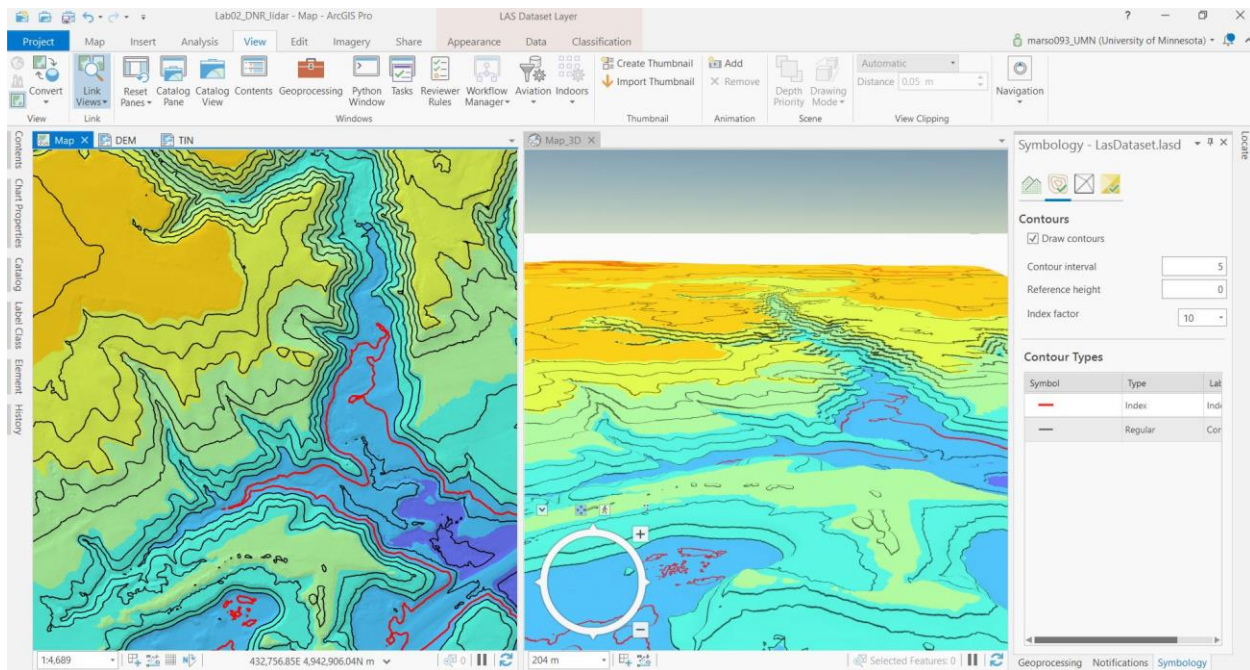 Lab02_DNR_lidar - Map - ArcGIS Pro
LAS Dataset Layer
?
Project Map Insert Analysis View Edit Imagery Share Appearance Data Classification
marso093_UMN (University of Minnesota)
Convert
Link Views
Reset Panes
Catalog Pane
Catalog View
Contents
Geoprocessing
Python Window
Tasks
Reviewer Rules
Workflow Manager
Aviation
Indoors
Create Thumbnail
Import Thumbnail
Add
Remove
Depth Priority
Drawing Mode
Automatic
Distance 0.05 m
Navigation
View Link Windows Thumbnail Animation Scene View Clipping
Contents
Chart Properties
Catalog
Label Class
Element
History
Map DEM TIN
Map_3D
Symbology - LasDataset.lasd
Locate
Contours
Draw contours
Contour interval 5
Reference height 0
Index factor 10
Contour Types
Symbol Type Lab
Index Ind
Regular Cor
1:4,689
432,756.85E 4,942,906.04N m
0
204 m
Selected Features: 0
Geoprocessing Notifications Symbology